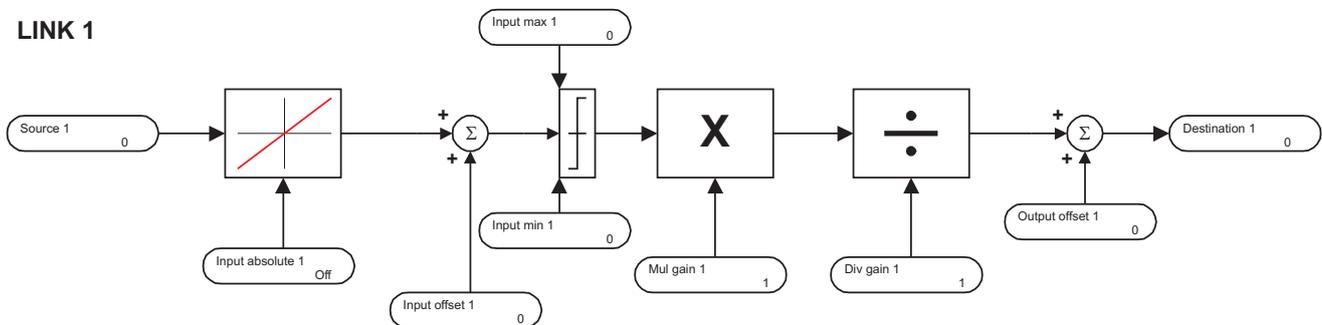 LINK 1
Input max 1
0
Source 1
0
+
Σ
+
X
÷
+
Σ
+
Destination 1
0
Input min 1
0
Output offset 1
0
Input absolute 1
Off
Mul gain 1
1
Div gain 1
1
Input offset 1
0